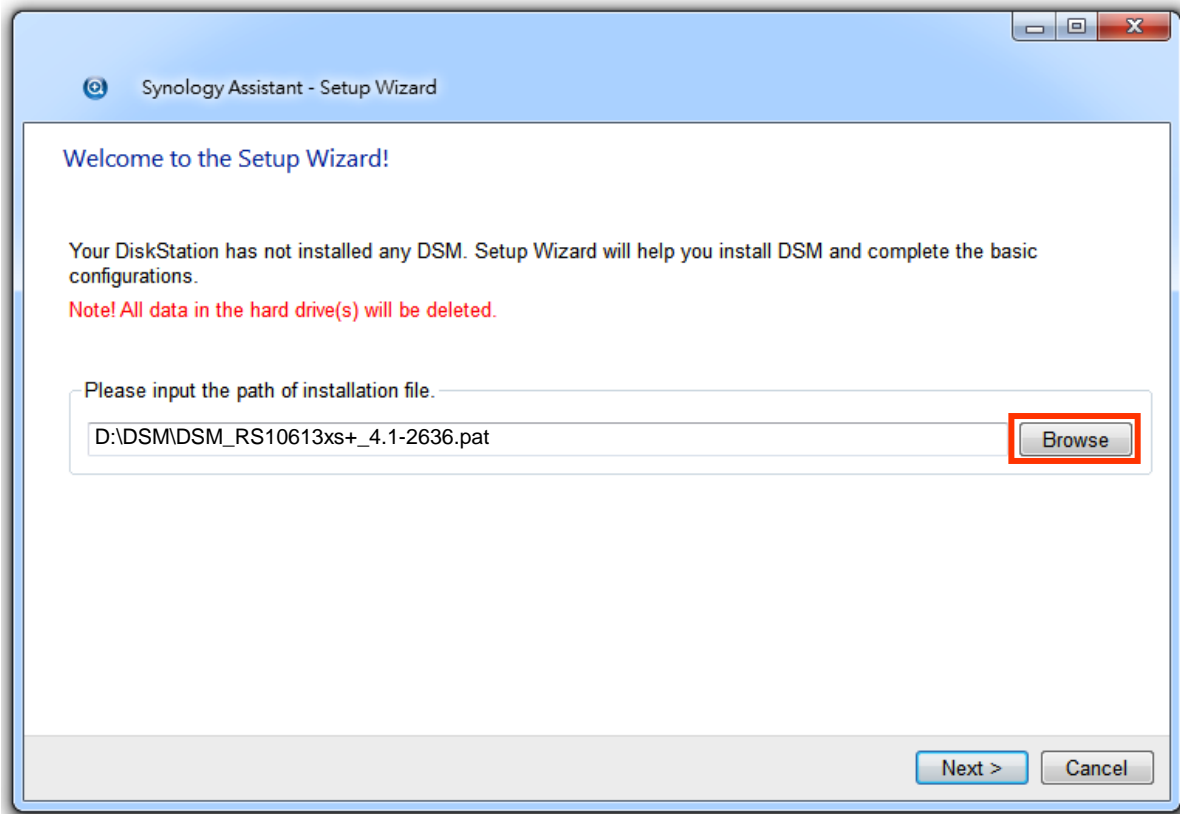 Synology Assistant - Setup Wizard
Welcome to the Setup Wizard!
Your DiskStation has not installed any DSM. Setup Wizard will help you install DSM and complete the basic
configurations.
Note! All data in the hard drive(s) will be deleted.
Please input the path of installation file.
D:\DSM\DSM_RS10613xs+_4.1-2636.pat
Browse
Next >
Cancel